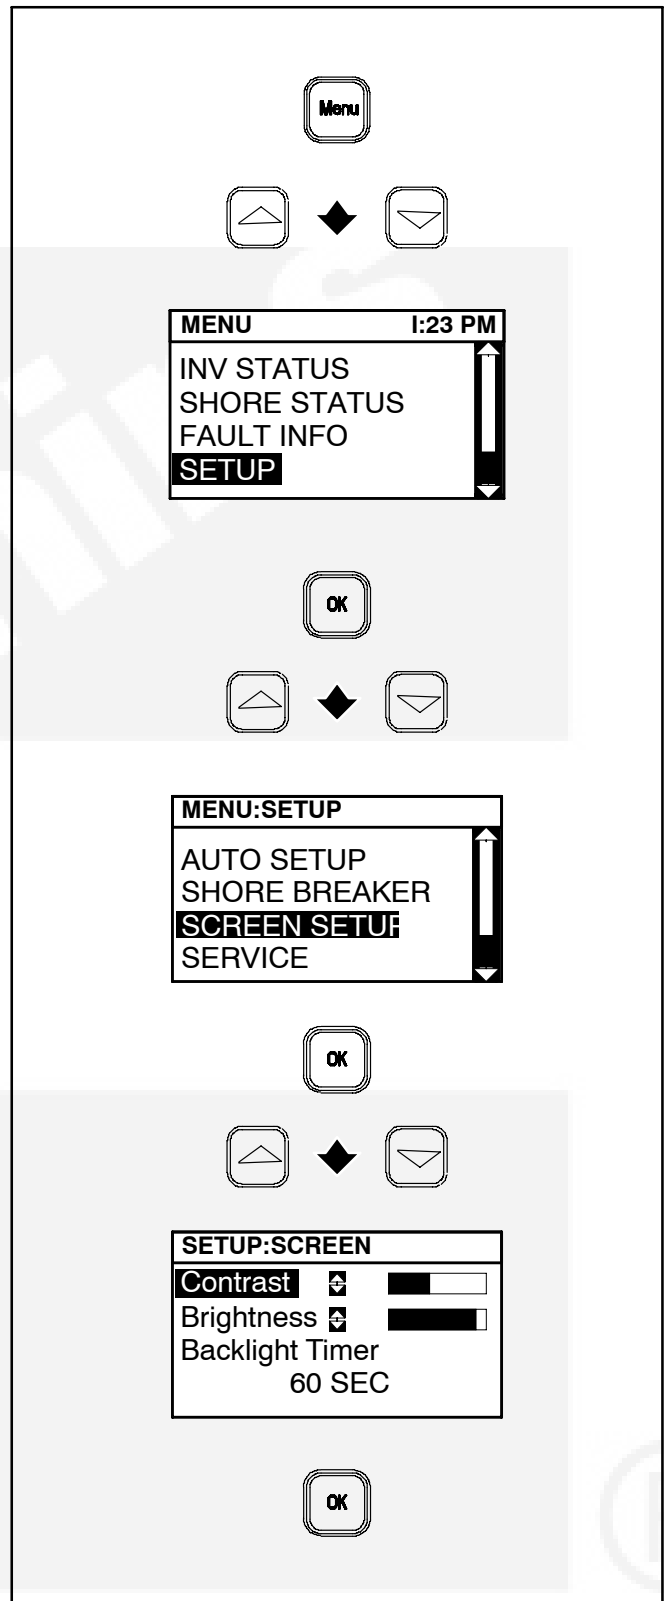 Menu
MENU I:23 PM
INV STATUS
SHORE STATUS
FAULT INFO
SETUP
OK
MENU:SETUP
AUTO SETUP
SHORE BREAKER
SCREEN SETUP
SERVICE
OK
SETUP:SCREEN
Contrast
Brightness
Backlight Timer
60 SEC
OK